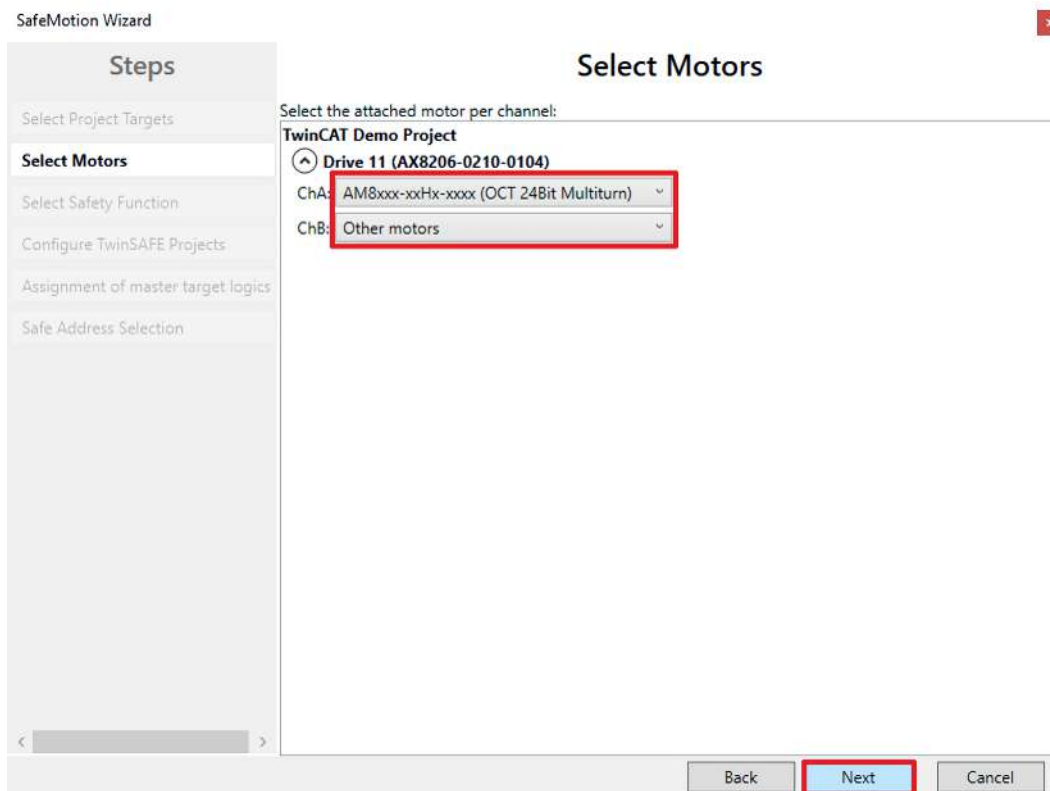 SafeMotion Wizard
Steps
Select Project Targets
Select Motors
Select Safety Function
Configure TwinSAFE Projects
Assignment of master target logics
Safe Address Selection
Select Motors
Select the attached motor per channel:
TwinCAT Demo Project
Drive 11 (AX8206-0210-0104)
ChA: AM8xxx-xxHx-xxxx (OCT 24Bit Multiturn)
ChB: Other motors
Back Next Cancel